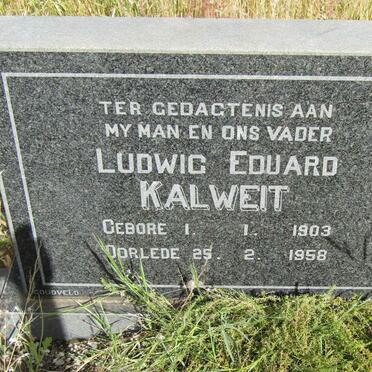 TER GEDAGTENIS AAN
MY MAN EN ONS VADER
LUDWIG EDUARD
KALWEIT
GEBORE 1. 1. 1903
OORLEDE 25. 2. 1958
GOUDVELD